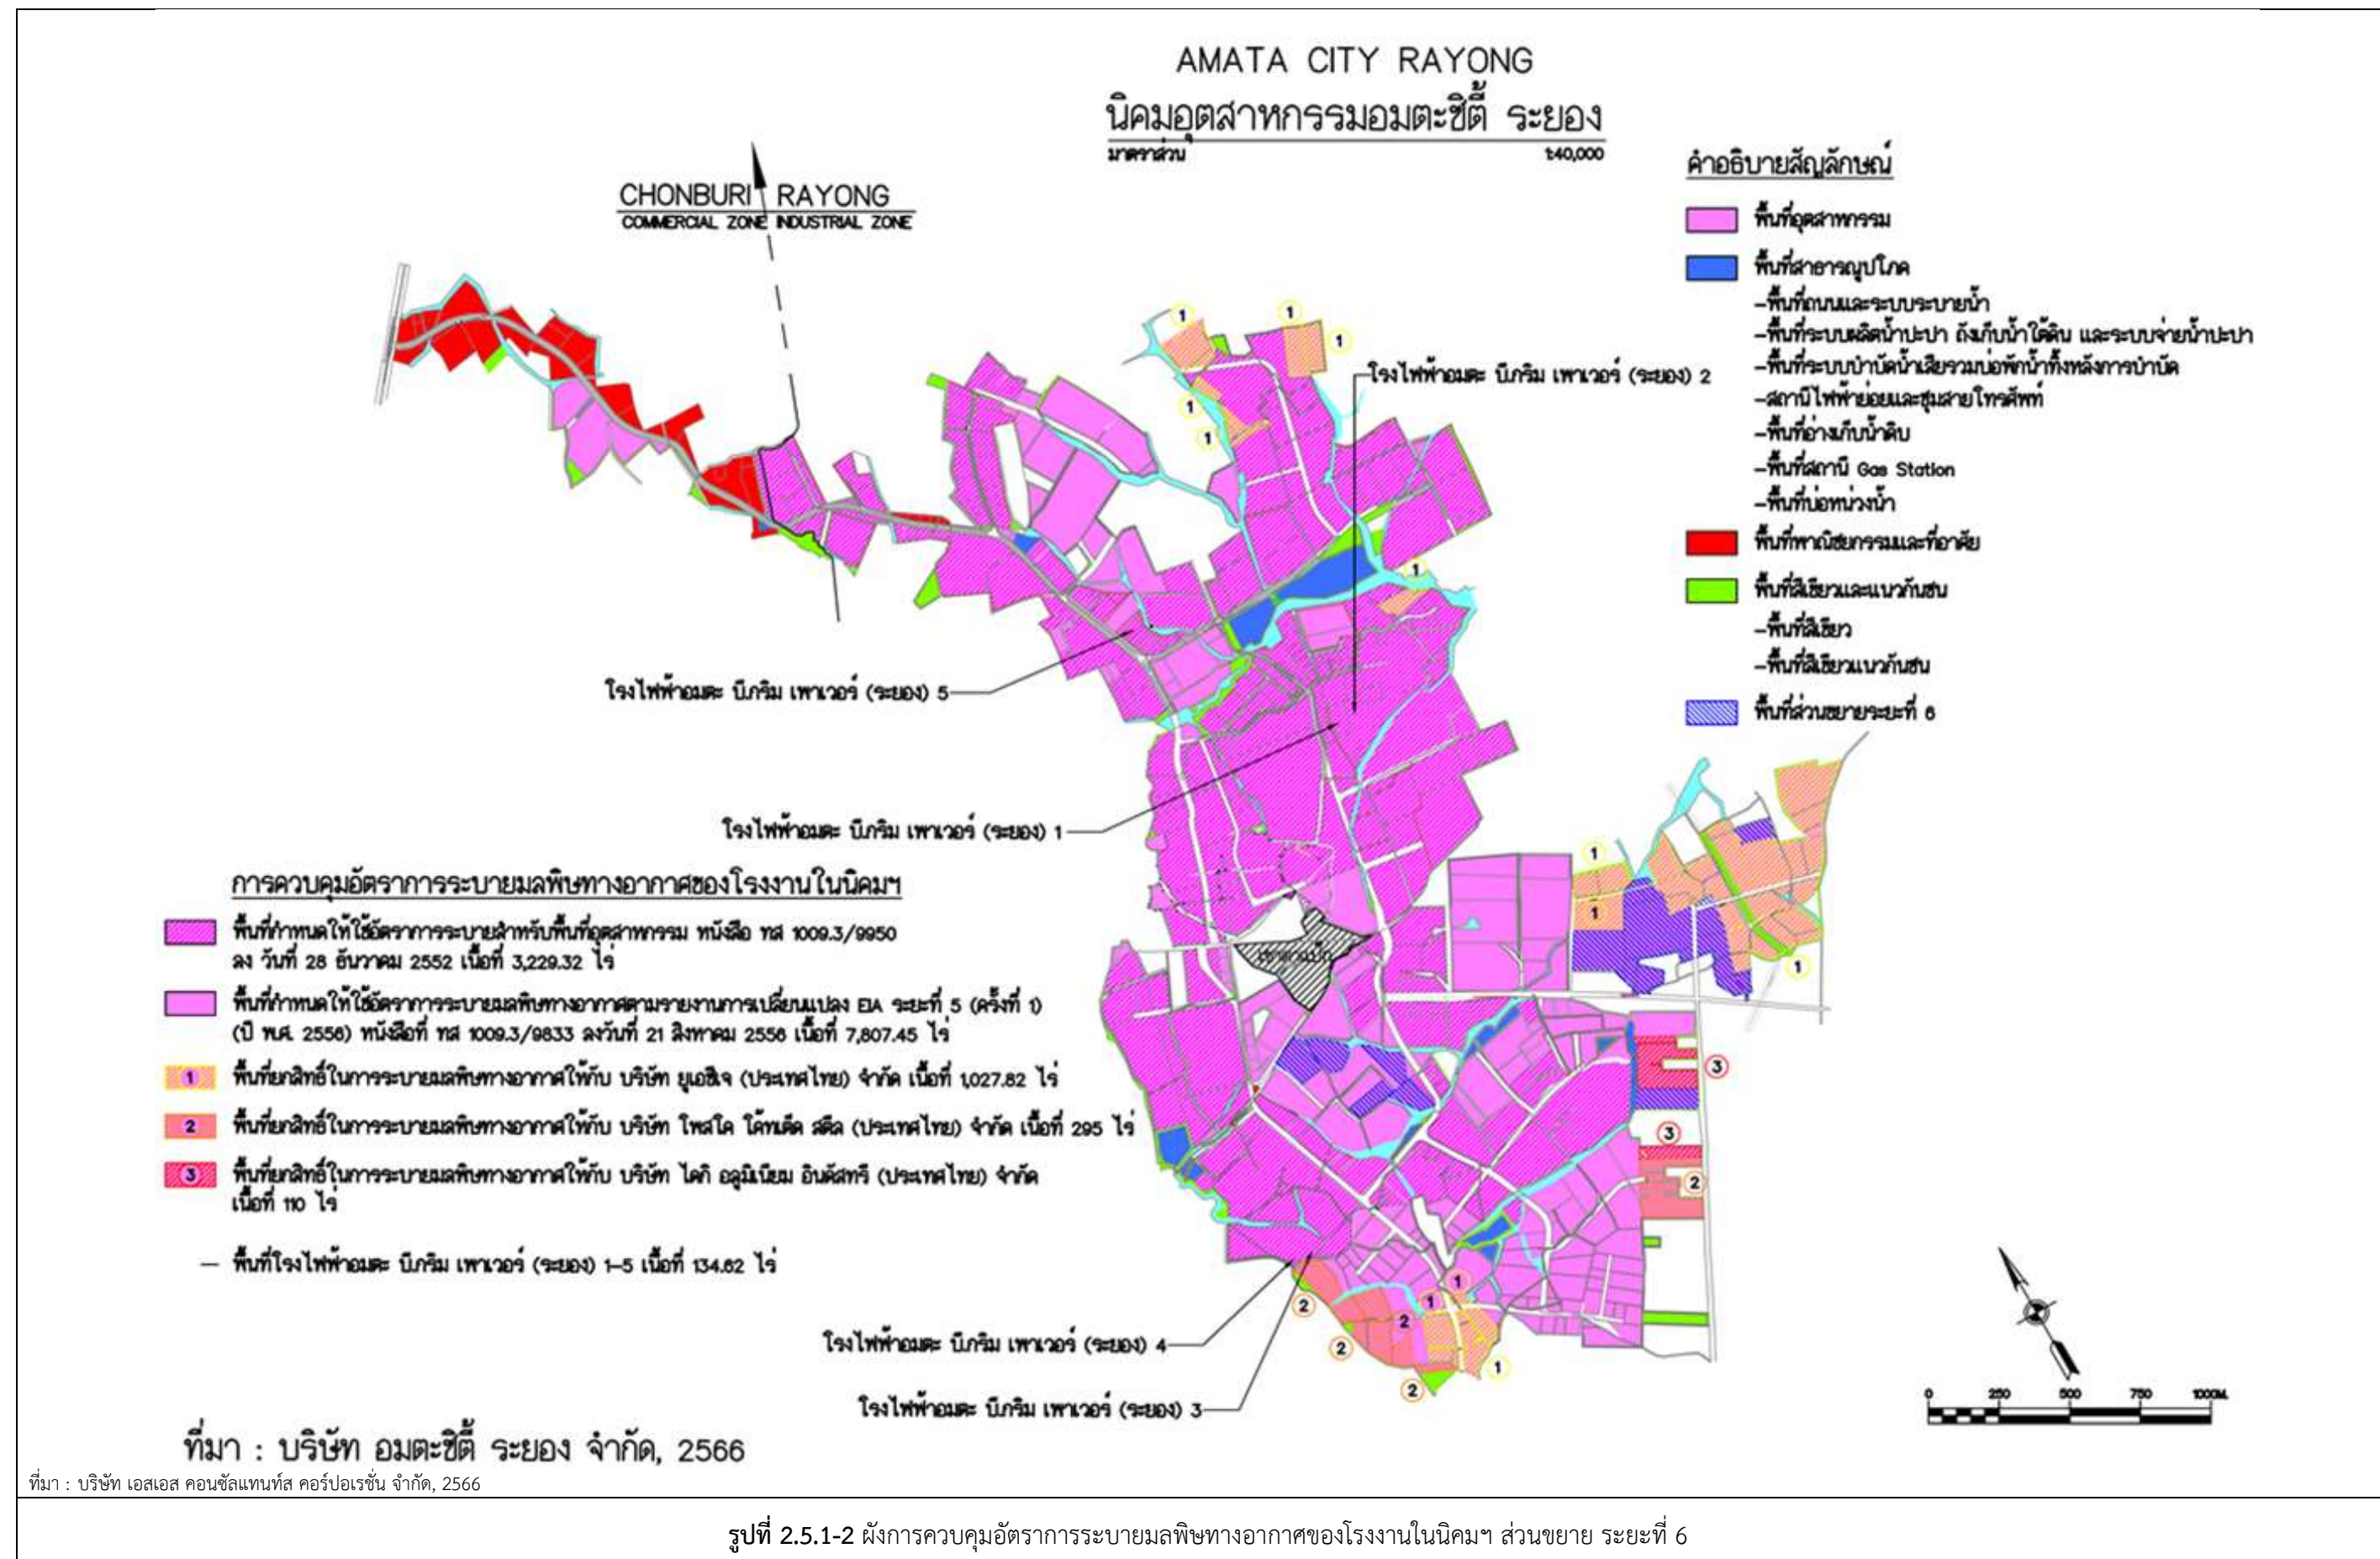 AMATA CITY RAYONG
นิคมอุตสาหกรรมอมตะซิตี้ ระยอง
มาตราส่วน 1:40,000
CHONBURI RAYONG
COMMERCIAL ZONE INDUSTRIAL ZONE
คำอธิบายสัญลักษณ์
พื้นที่อุตสาหกรรม
พื้นที่สาธารณูปโภค
-พื้นที่ถนนและระบบระบายน้ำ
-พื้นที่ระบบผลิตน้ำปะปา ถังเก็บน้ำใต้ดิน และระบบจ่ายน้ำปะปา
-พื้นที่ระบบบำบัดน้ำเสียรวมบ่อพักน้ำทิ้งหลังการบำบัด
-สถานีไฟฟ้าย่อยและชุมสายโทรศัพท์
-พื้นที่อ่างเก็บน้ำดิบ
-พื้นที่สถานี Gas Station
-พื้นที่บ่อหน่วงน้ำ
พื้นที่พาณิชยกรรมและที่อาศัย
พื้นที่สีเขียวและแนวกันชน
-พื้นที่สีเขียว
-พื้นที่สีเขียวแนวกันชน
พื้นที่ส่วนขยายระยะที่ 6
1
1
1
1
1
1
โรงไฟฟ้าอมตะ บีกริม เพาเวอร์ (ระยอง) 2
โรงไฟฟ้าอมตะ บีกริม เพาเวอร์ (ระยอง) 5
โรงไฟฟ้าอมตะ บีกริม เพาเวอร์ (ระยอง) 1
1
1
1
3
3
2
การควบคุมอัตราการระบายมลพิษทางอากาศของโรงงานในนิคมฯ
พื้นที่กำหนดให้ใช้อัตราการระบายสำหรับพื้นที่อุตสาหกรรม หนังสือ ทส 1009.3/9950
ลง วันที่ 28 ธันวาคม 2552 เนื้อที่ 3,229.32 ไร่
พื้นที่กำหนดให้ใช้อัตราการระบายมลพิษทางอากาศตามรายงานการเปลี่ยนแปลง EIA ระยะที่ 5 (ครั้งที่ 1)
(ปี พ.ศ. 2556) หนังสือที่ ทส 1009.3/9833 ลงวันที่ 21 สิงหาคม 2556 เนื้อที่ 7,807.45 ไร่
1 พื้นที่ยกสิทธิ์ในการระบายมลพิษทางอากาศให้กับ บริษัท ยูเอชิเจ (ประเทศไทย) จำกัด เนื้อที่ 1,027.82 ไร่
2 พื้นที่ยกสิทธิ์ในการระบายมลพิษทางอากาศให้กับ บริษัท โพสโค โค้ทเต็ด สตีล (ประเทศไทย) จำกัด เนื้อที่ 295 ไร่
3 พื้นที่ยกสิทธิ์ในการระบายมลพิษทางอากาศให้กับ บริษัท ไดกิ อลูมิเนียม อินดัสทรี (ประเทศไทย) จำกัด
เนื้อที่ 110 ไร่
— พื้นที่โรงไฟฟ้าอมตะ บีกริม เพาเวอร์ (ระยอง) 1-5 เนื้อที่ 134.62 ไร่
1
1
2
2
2
2
1
โรงไฟฟ้าอมตะ บีกริม เพาเวอร์ (ระยอง) 4
โรงไฟฟ้าอมตะ บีกริม เพาเวอร์ (ระยอง) 3
0 250 500 750 1000M.
ที่มา : บริษัท อมตะซิตี้ ระยอง จำกัด, 2566
ที่มา : บริษัท เอสเอส คอนซัลแทนท์ส คอร์ปอเรชั่น จำกัด, 2566
รูปที่ 2.5.1-2 ผังการควบคุมอัตราการระบายมลพิษทางอากาศของโรงงานในนิคมฯ ส่วนขยาย ระยะที่ 6